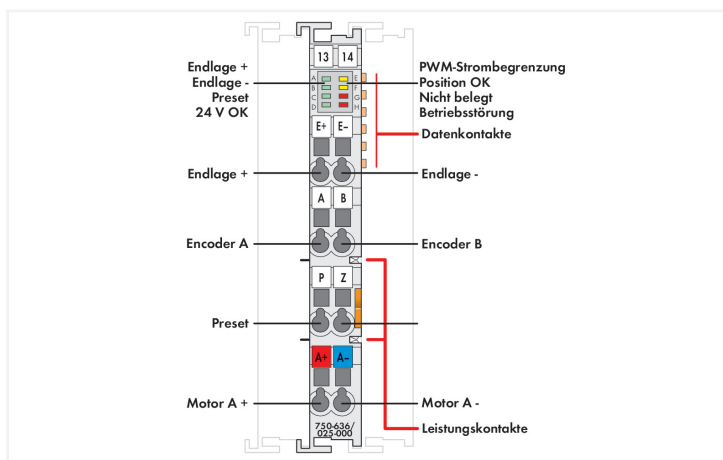 13 14
Endlage +
Endlage -
Preset
24 V OK
A
B
C
D
E
F
G
H
PWM-Strombegrenzung
Position OK
Nicht belegt
Betriebsstörung
Datenkontakte
E+ E-
Endlage +
Endlage -
A B
Encoder A
Encoder B
P Z
Preset
A+ A-
Motor A +
Motor A -
750-636/
025-000
Leistungskontakte